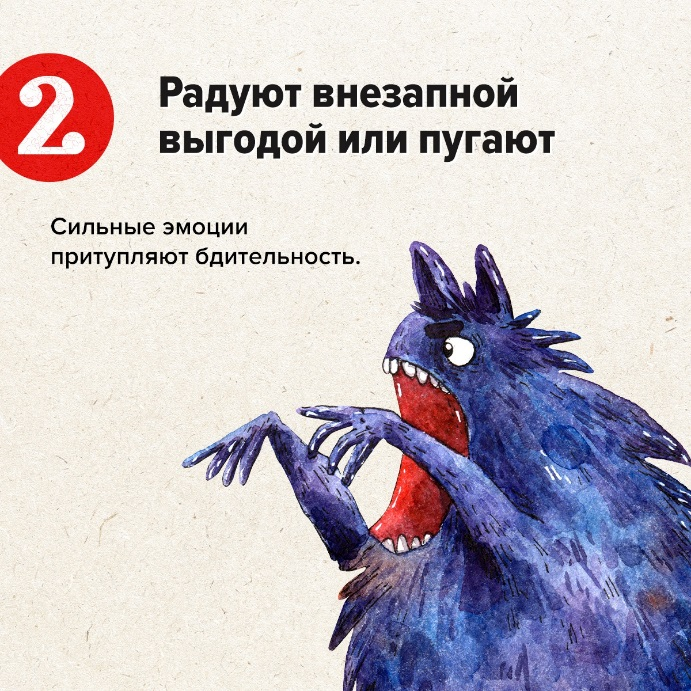 2
Радуют внезапной
выгодой или пугают
Сильные эмоции
притупляют бдительность.